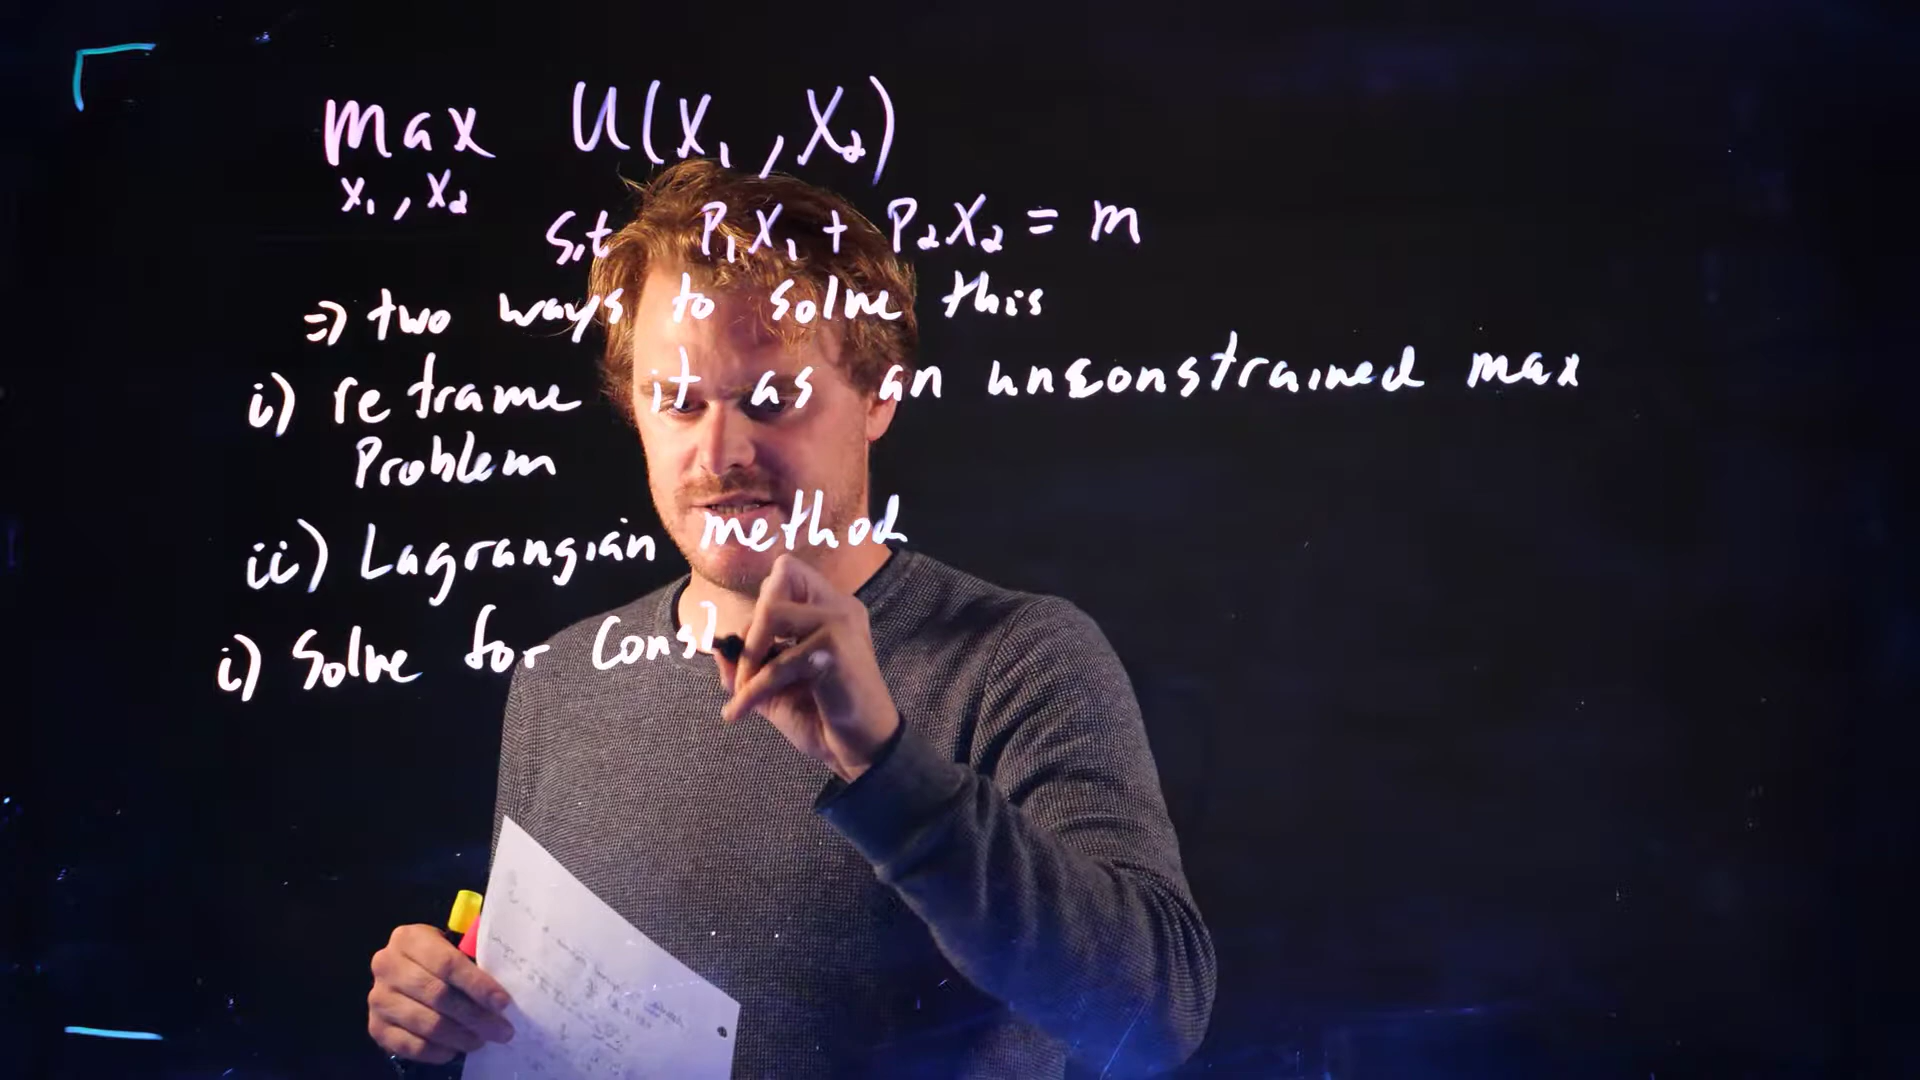 max U(x₁, x₂)
x₁, x₂
s.t P₁x₁ + P₂x₂ = m
⇒ two ways to solve this
i) reframe it as an unconstrained max
Problem
ii) Lagrangian method
i) Solve for Cons